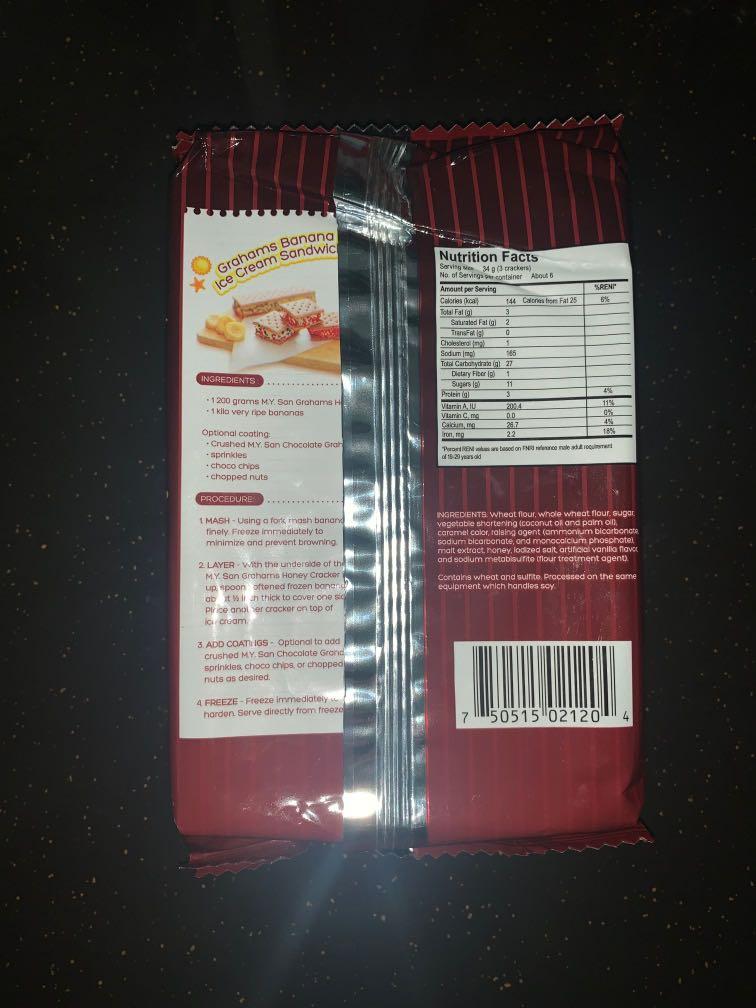 Grahams Banana
Ice Cream Sandwic
INGREDIENTS
• 1 200 grams M.Y. San Grahams H
• 1 kilo very ripe bananas
Optional coating:
• Crushed M.Y. San Chocolate Grah
• sprinkles
• choco chips
• chopped nuts
PROCEDURE:
1. MASH - Using a fork, mash banana
finely. Freeze immediately to
minimize and prevent browning.
2. LAYER - With the underside of the
M.Y. San Grahams Honey Cracker
up, spoon softened frozen banana
about ½ inch thick to cover one sid
Place another cracker on top of
ice cream.
3. ADD COATINGS - Optional to add
crushed M.Y. San Chocolate Graha
sprinkles, choco chips, or chopped
nuts as desired.
4. FREEZE - Freeze immediately to
harden. Serve directly from freeze
Nutrition Facts
Serving size 34 g (3 crackers)
No. of Servings per container About 6
Amount per Serving %RENI*
Calories (kcal) 144 Calories from Fat 25 6%
Total Fat (g) 3
Saturated Fat (g) 2
TransFat (g) 0
Cholesterol (mg) 1
Sodium (mg) 165
Total Carbohydrate (g) 27
Dietary Fiber (g) 1
Sugars (g) 11
Protein (g) 3 4%
Vitamin A, IU 200.4 11%
Vitamin C, mg 0.0 0%
Calcium, mg 26.7 4%
Iron, mg 2.2 18%
*Percent RENI values are based on FNRI reference male adult requirement
of 19-29 years old
INGREDIENTS: Wheat flour, whole wheat flour, sugar,
vegetable shortening (coconut oil and palm oil),
caramel color, raising agent (ammonium bicarbonate,
sodium bicarbonate, and monocalcium phosphate),
malt extract, honey, iodized salt, artificial vanilla flavor
and sodium metabisulfite (flour treatment agent).
Contains wheat and sulfite. Processed on the same
equipment which handles soy.
7 50515 02120 4